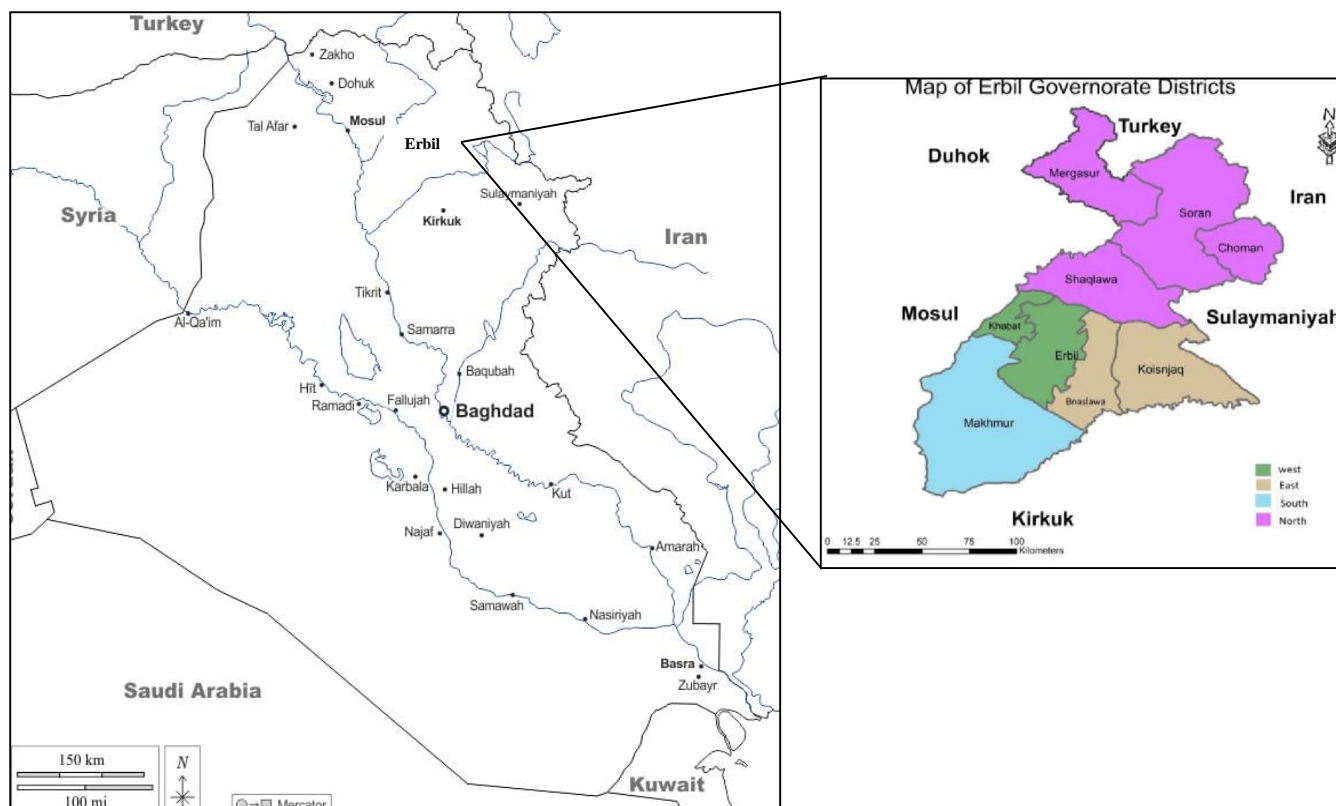 Turkey
Zakho
Dohuk
Tal Afar
Mosul
Erbil
Sulaymaniyah
Kirkuk
Syria
Iran
Tikrit
Al-Qa'im
Samarra
Baqubah
Hīt
Ramadi
Fallujah
Baghdad
Karbala
Hillah
Kut
Najaf
Diwaniyah
Amarah
Samawah
Nasiriyah
Basra
Zubayr
Saudi Arabia
Kuwait
150 km
100 mi
N
Mercator
Map of Erbil Governorate Districts
N
Turkey
Duhok
Mergasur
Iran
Soran
Choman
Shaqlawa
Mosul
Sulaymaniyah
Khabat
Erbil
Koisnjaq
Bnaslawa
Makhmur
west
East
South
North
Kirkuk
0 12.5 25 50 75 100
Kilometers